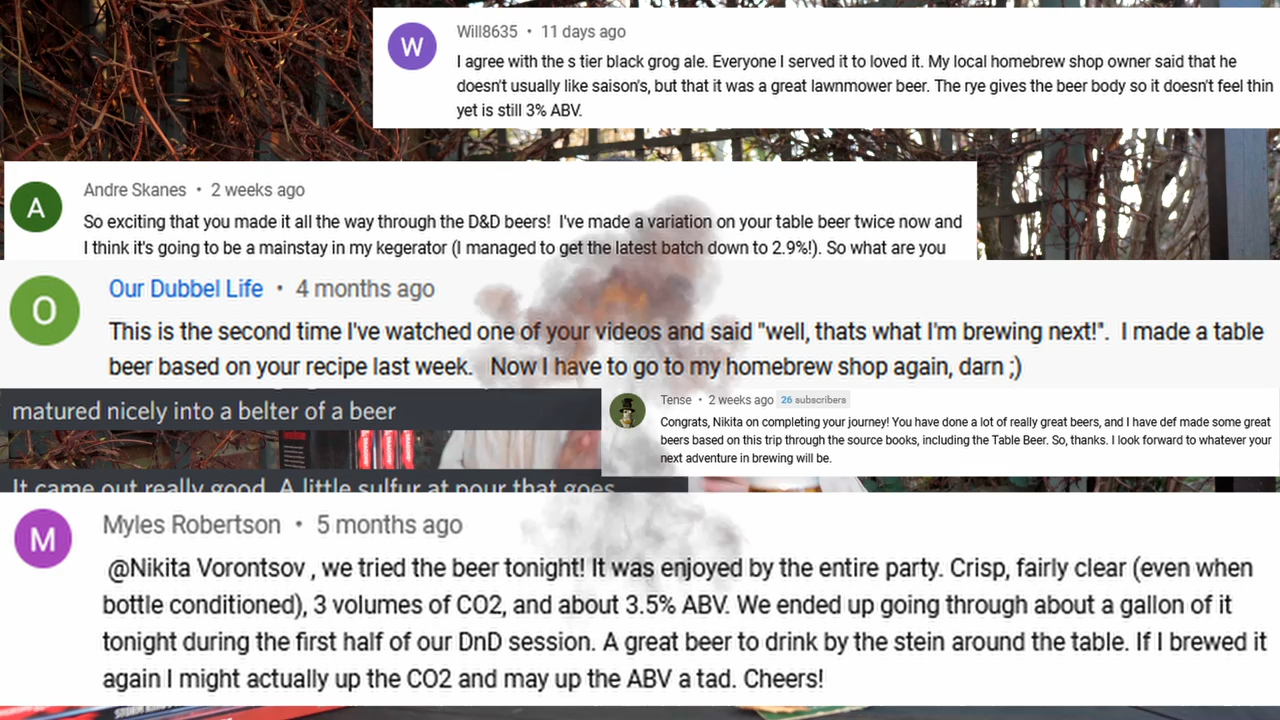 Will8635 • 11 days ago
I agree with the s tier black grog ale. Everyone I served it to loved it. My local homebrew shop owner said that he
doesn't usually like saison's, but that it was a great lawnmower beer. The rye gives the beer body so it doesn't feel thin
yet is still 3% ABV.
W
Andre Skanes • 2 weeks ago
A
So exciting that you made it all the way through the D&D beers! I've made a variation on your table beer twice now and
I think it's going to be a mainstay in my kegerator (I managed to get the latest batch down to 2.9%!). So what are you
Our Dubbel Life • 4 months ago
O
This is the second time I've watched one of your videos and said "well, thats what I'm brewing next!". I made a table
beer based on your recipe last week. Now I have to go to my homebrew shop again, darn ;)
matured nicely into a belter of a beer
Tense • 2 weeks ago 26 subscribers
Congrats, Nikita on completing your journey! You have done a lot of really great beers, and I have def made some great
beers based on this trip through the source books, including the Table Beer. So, thanks. I look forward to whatever your
next adventure in brewing will be.
It came out really good. A little sulfur at pour that goes
Myles Robertson • 5 months ago
M
@Nikita Vorontsov , we tried the beer tonight! It was enjoyed by the entire party. Crisp, fairly clear (even when
bottle conditioned), 3 volumes of CO2, and about 3.5% ABV. We ended up going through about a gallon of it
tonight during the first half of our DnD session. A great beer to drink by the stein around the table. If I brewed it
again I might actually up the CO2 and may up the ABV a tad. Cheers!